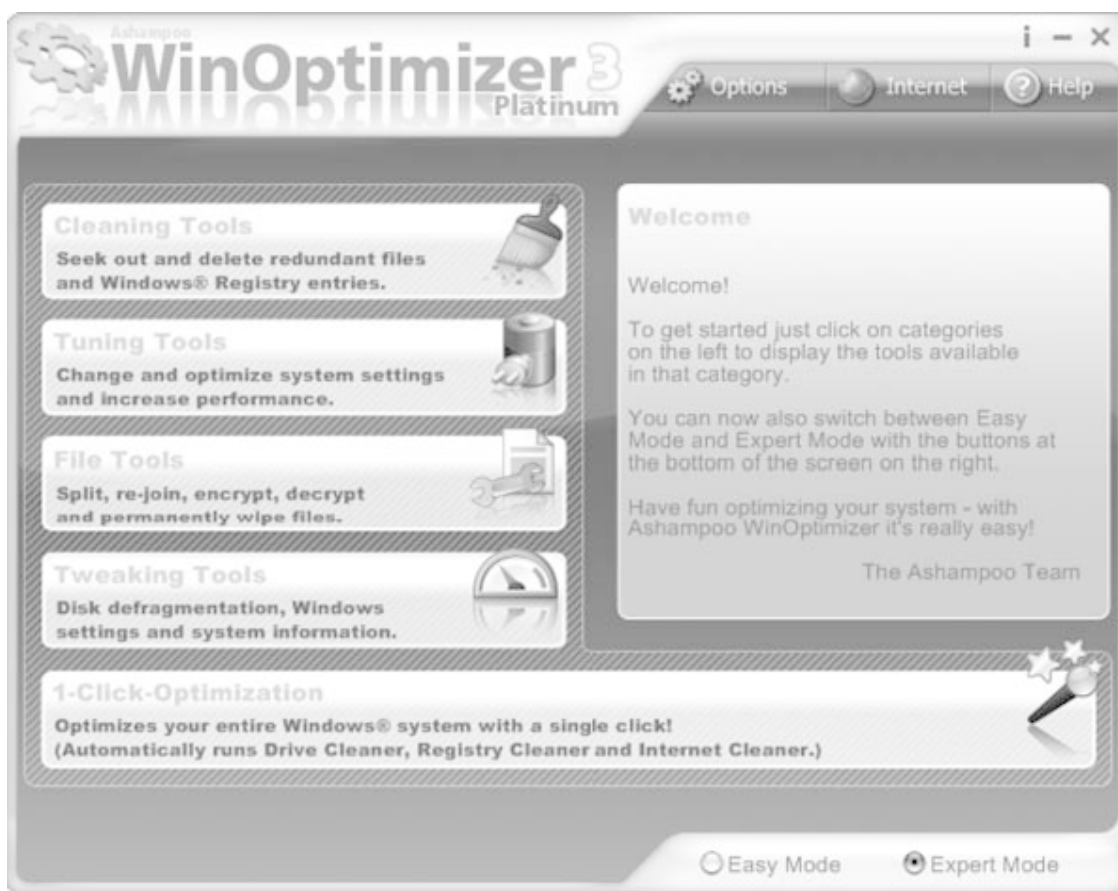 Ashampoo
WinOptimizer 3
Platinum
i
Options
Internet
? Help
Cleaning Tools
Seek out and delete redundant files
and Windows® Registry entries.
Tuning Tools
Change and optimize system settings
and increase performance.
File Tools
Split, re-join, encrypt, decrypt
and permanently wipe files.
Tweaking Tools
Disk defragmentation, Windows
settings and system information.
1-Click-Optimization
Optimizes your entire Windows® system with a single click!
(Automatically runs Drive Cleaner, Registry Cleaner and Internet Cleaner.)
Welcome
Welcome!
To get started just click on categories
on the left to display the tools available
in that category.
You can now also switch between Easy
Mode and Expert Mode with the buttons at
the bottom of the screen on the right.
Have fun optimizing your system - with
Ashampoo WinOptimizer it's really easy!
The Ashampoo Team
Easy Mode
Expert Mode